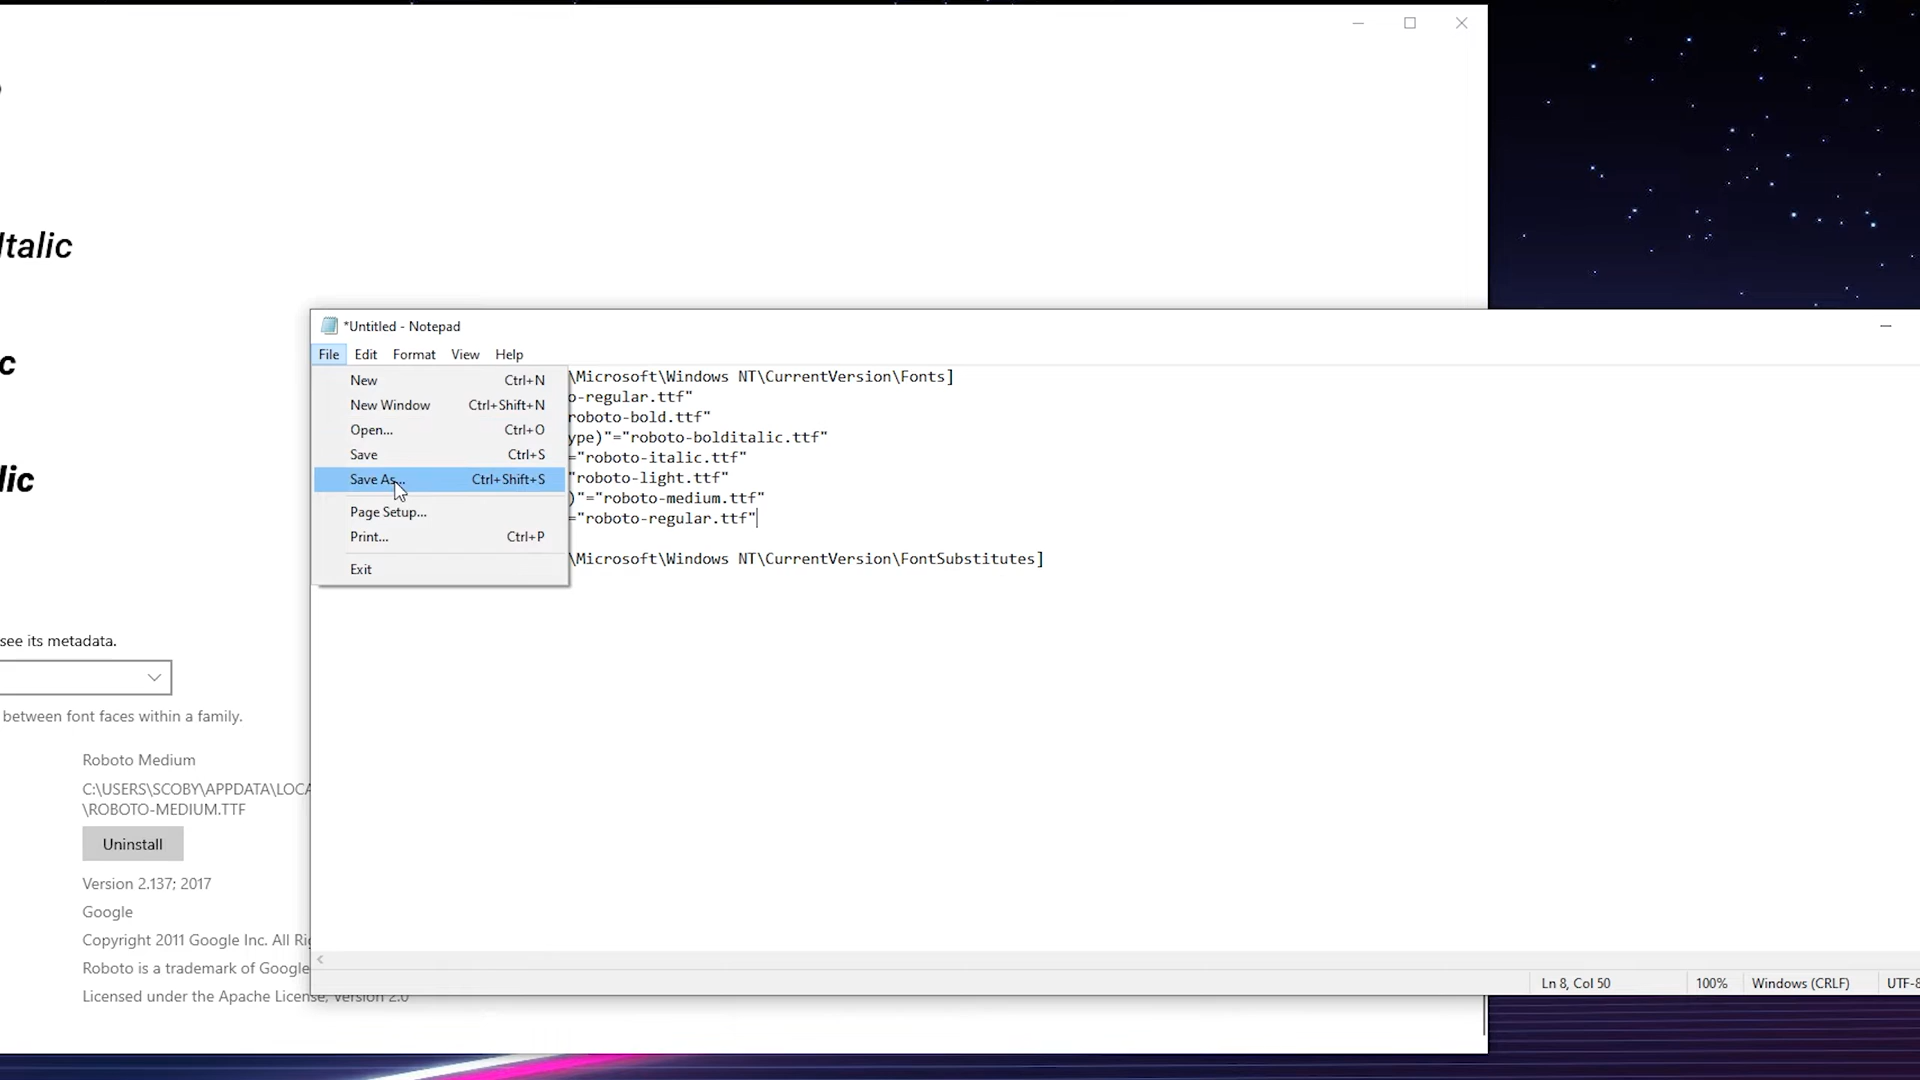 Italic
c
lic
see its metadata.
between font faces within a family.
Roboto Medium
C:\USERS\SCOBY\APPDATA\LOCA
\ROBOTO-MEDIUM.TTF
Uninstall
Version 2.137; 2017
Google
Copyright 2011 Google Inc. All Ri
Roboto is a trademark of Google
Licensed under the Apache License, Version 2.0
*Untitled - Notepad
File Edit Format View Help
New Ctrl+N
New Window Ctrl+Shift+N
Open... Ctrl+O
Save Ctrl+S
Save As... Ctrl+Shift+S
Page Setup...
Print... Ctrl+P
Exit
\Microsoft\Windows NT\CurrentVersion\Fonts]
o-regular.ttf"
roboto-bold.ttf"
ype)"="roboto-bolditalic.ttf"
="roboto-italic.ttf"
"roboto-light.ttf"
)"="roboto-medium.ttf"
="roboto-regular.ttf"
\Microsoft\Windows NT\CurrentVersion\FontSubstitutes]
Ln 8, Col 50 100% Windows (CRLF) UTF-8